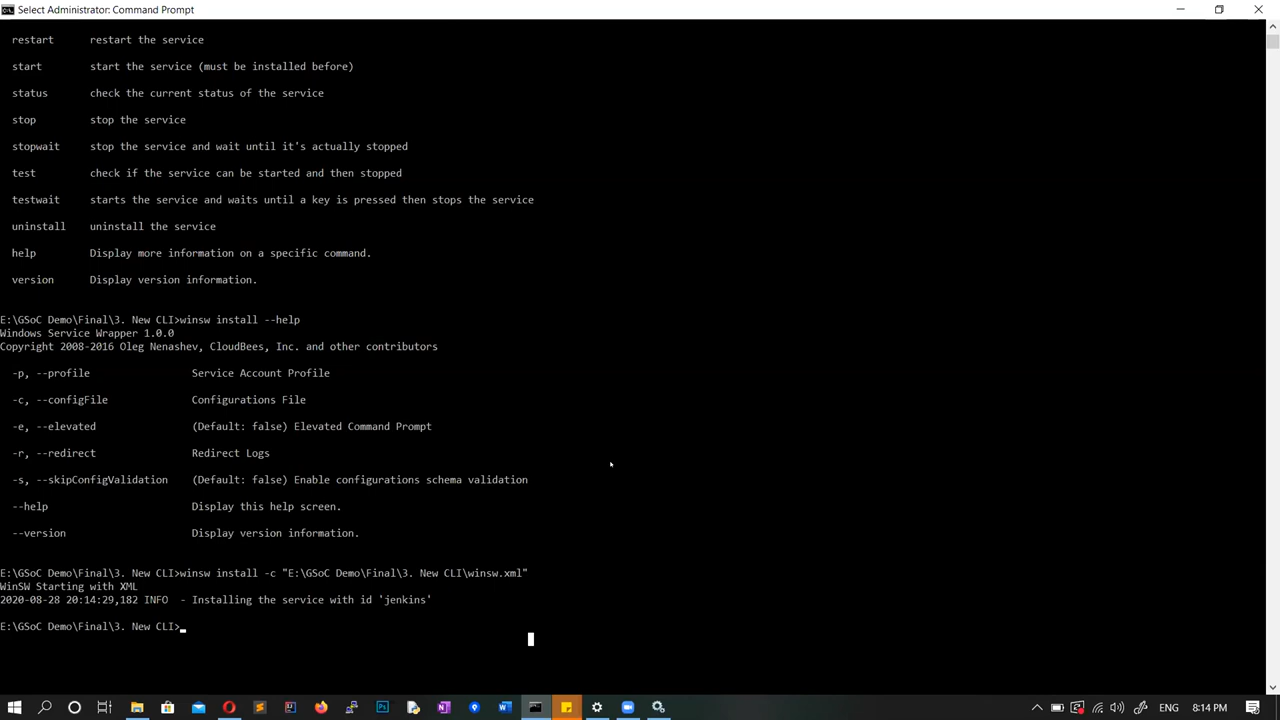 Select Administrator: Command Prompt
restart restart the service
start start the service (must be installed before)
status check the current status of the service
stop stop the service
stopwait stop the service and wait until it's actually stopped
test check if the service can be started and then stopped
testwait starts the service and waits until a key is pressed then stops the service
uninstall uninstall the service
help Display more information on a specific command.
version Display version information.
E:\GSoC Demo\Final\3. New CLI>winsw install --help
Windows Service Wrapper 1.0.0
Copyright 2008-2016 Oleg Nenashev, CloudBees, Inc. and other contributors
-p, --profile Service Account Profile
-c, --configFile Configurations File
-e, --elevated (Default: false) Elevated Command Prompt
-r, --redirect Redirect Logs
-s, --skipConfigValidation (Default: false) Enable configurations schema validation
--help Display this help screen.
--version Display version information.
E:\GSoC Demo\Final\3. New CLI>winsw install -c "E:\GSoC Demo\Final\3. New CLI\winsw.xml"
WinSW Starting with XML
2020-08-28 20:14:29,182 INFO - Installing the service with id 'jenkins'
E:\GSoC Demo\Final\3. New CLI>
ENG 8:14 PM